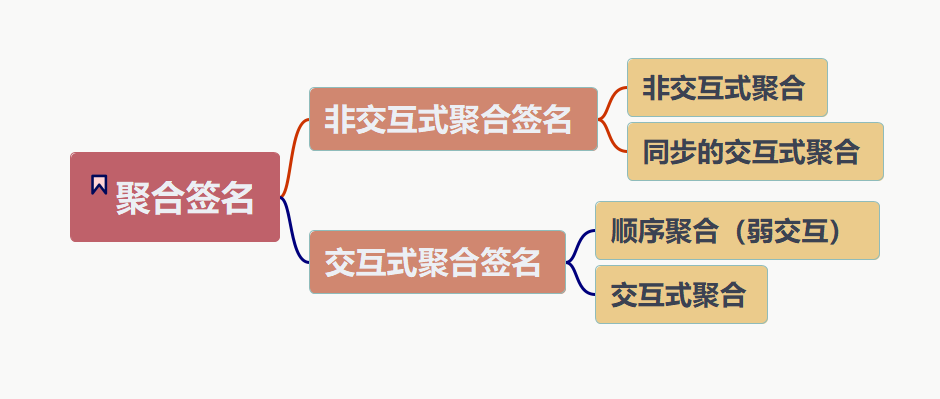 聚合签名
非交互式聚合签名
非交互式聚合
同步的交互式聚合
交互式聚合签名
顺序聚合（弱交互）
交互式聚合